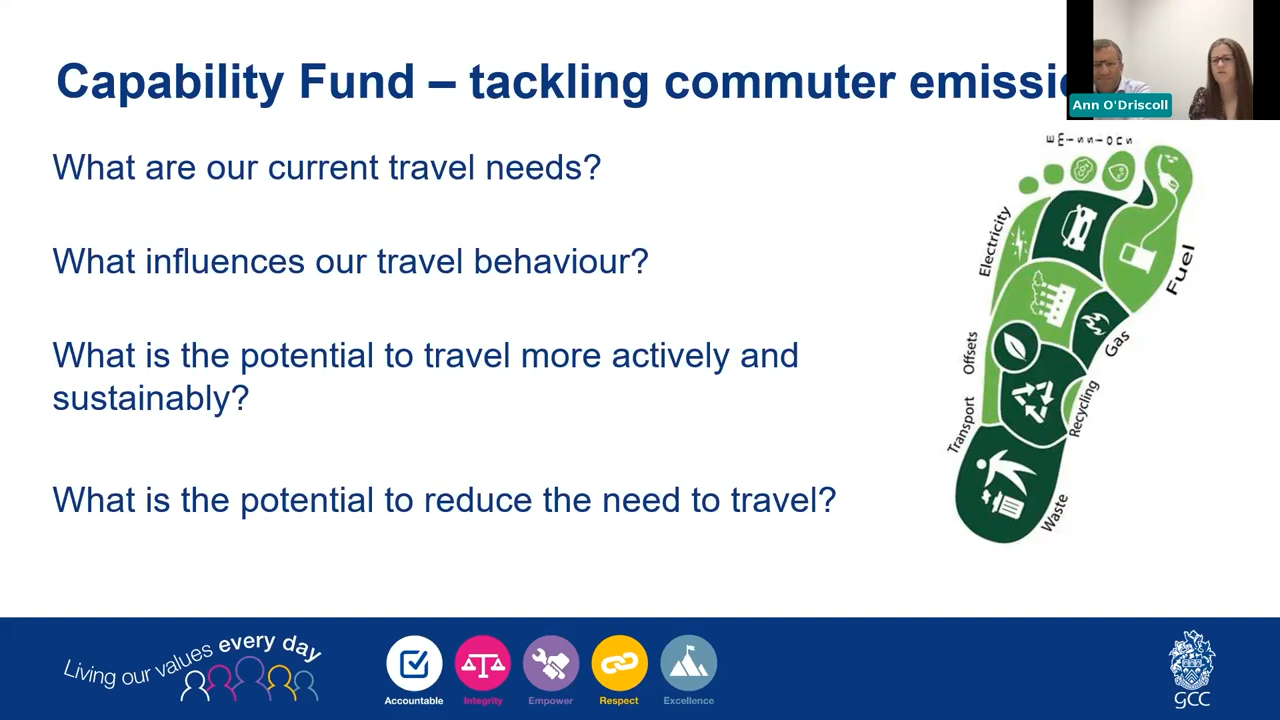 Capability Fund – tackling commuter emissi
Ann O'Driscoll
What are our current travel needs?
What influences our travel behaviour?
What is the potential to travel more actively and
sustainably?
What is the potential to reduce the need to travel?
Emissions
Electricity
Fuel
Offsets
Gas
Transport
Recycling
Waste
Living our values every day
Accountable
Integrity
Empower
Respect
Excellence
GCC